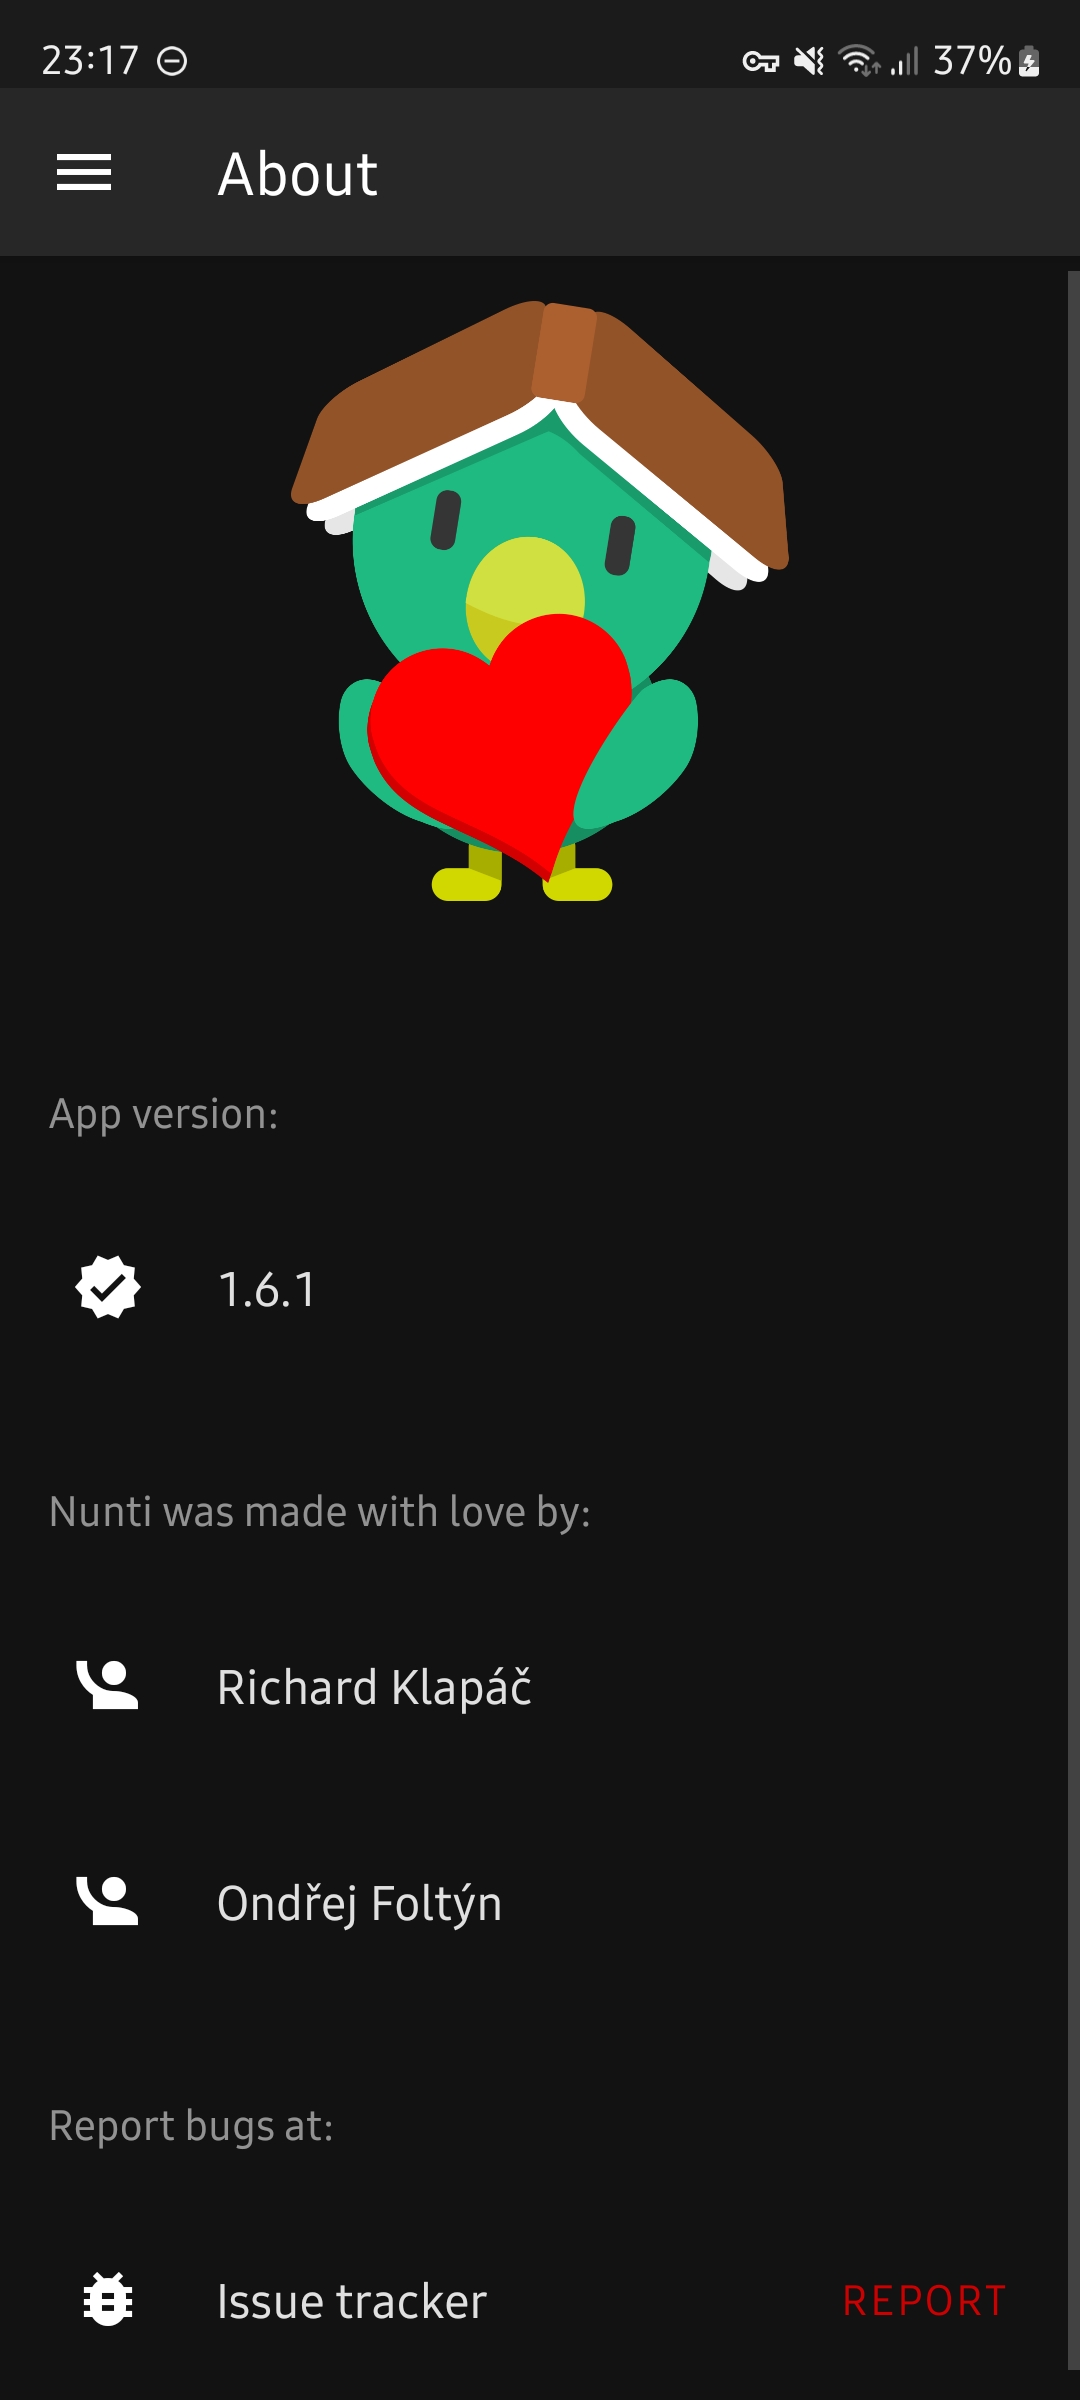 23:17 37%
About
App version:
1.6.1
Nunti was made with love by:
Richard Klapáč
Ondřej Foltýn
Report bugs at:
Issue tracker REPORT